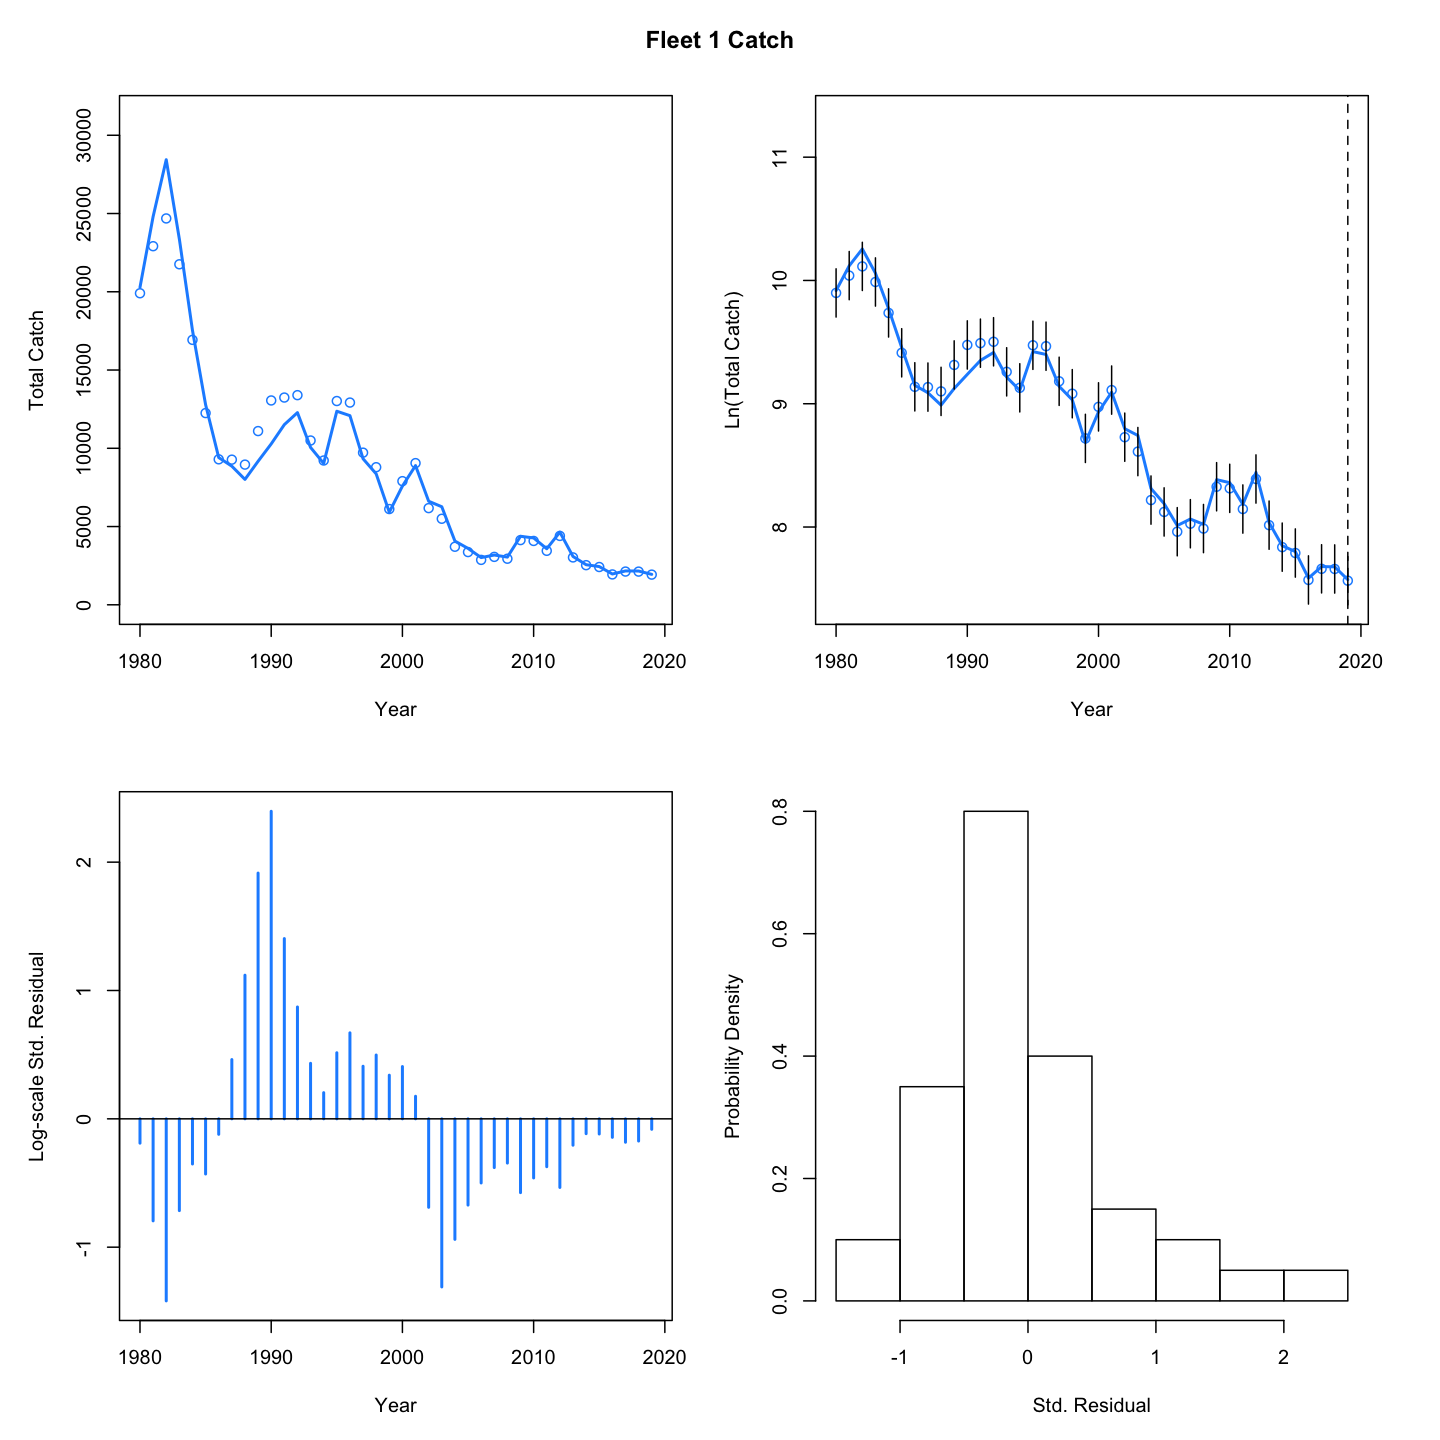 Fleet 1 Catch
Total Catch
0 5000 10000 15000 20000 25000 30000
1980 1990 2000 2010 2020
Year
Ln(Total Catch)
8 9 10 11
1980 1990 2000 2010 2020
Year
Log-scale Std. Residual
-1 0 1 2
1980 1990 2000 2010 2020
Year
Probability Density
0.0 0.2 0.4 0.6 0.8
-1 0 1 2
Std. Residual